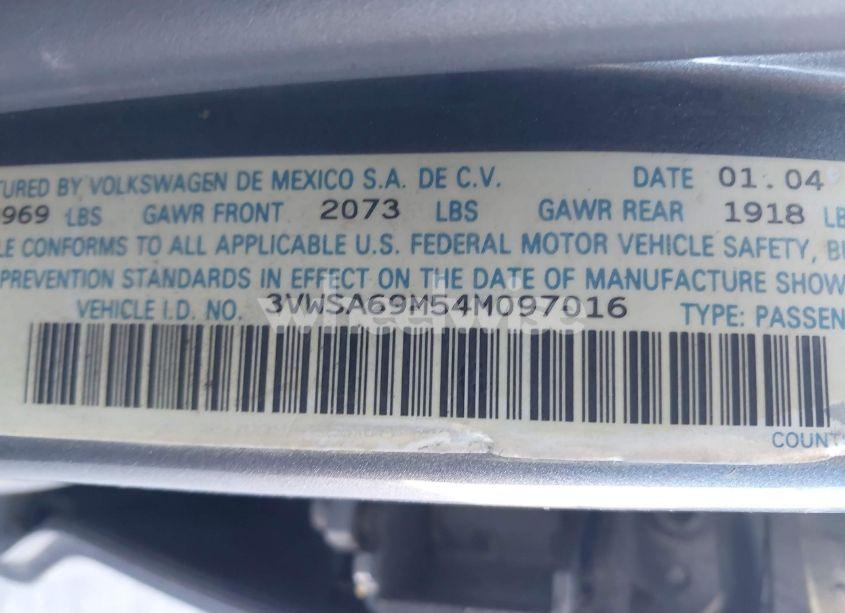 TURED BY VOLKSWAGEN DE MEXICO S.A. DE C.V. DATE 01.04
969 LBS GAWR FRONT 2073 LBS GAWR REAR 1918 LB
LE CONFORMS TO ALL APPLICABLE U.S. FEDERAL MOTOR VEHICLE SAFETY, B
PREVENTION STANDARDS IN EFFECT ON THE DATE OF MANUFACTURE SHOW
VEHICLE I.D. NO. 3VWSA69M54M097016 TYPE: PASSEN
COUNT